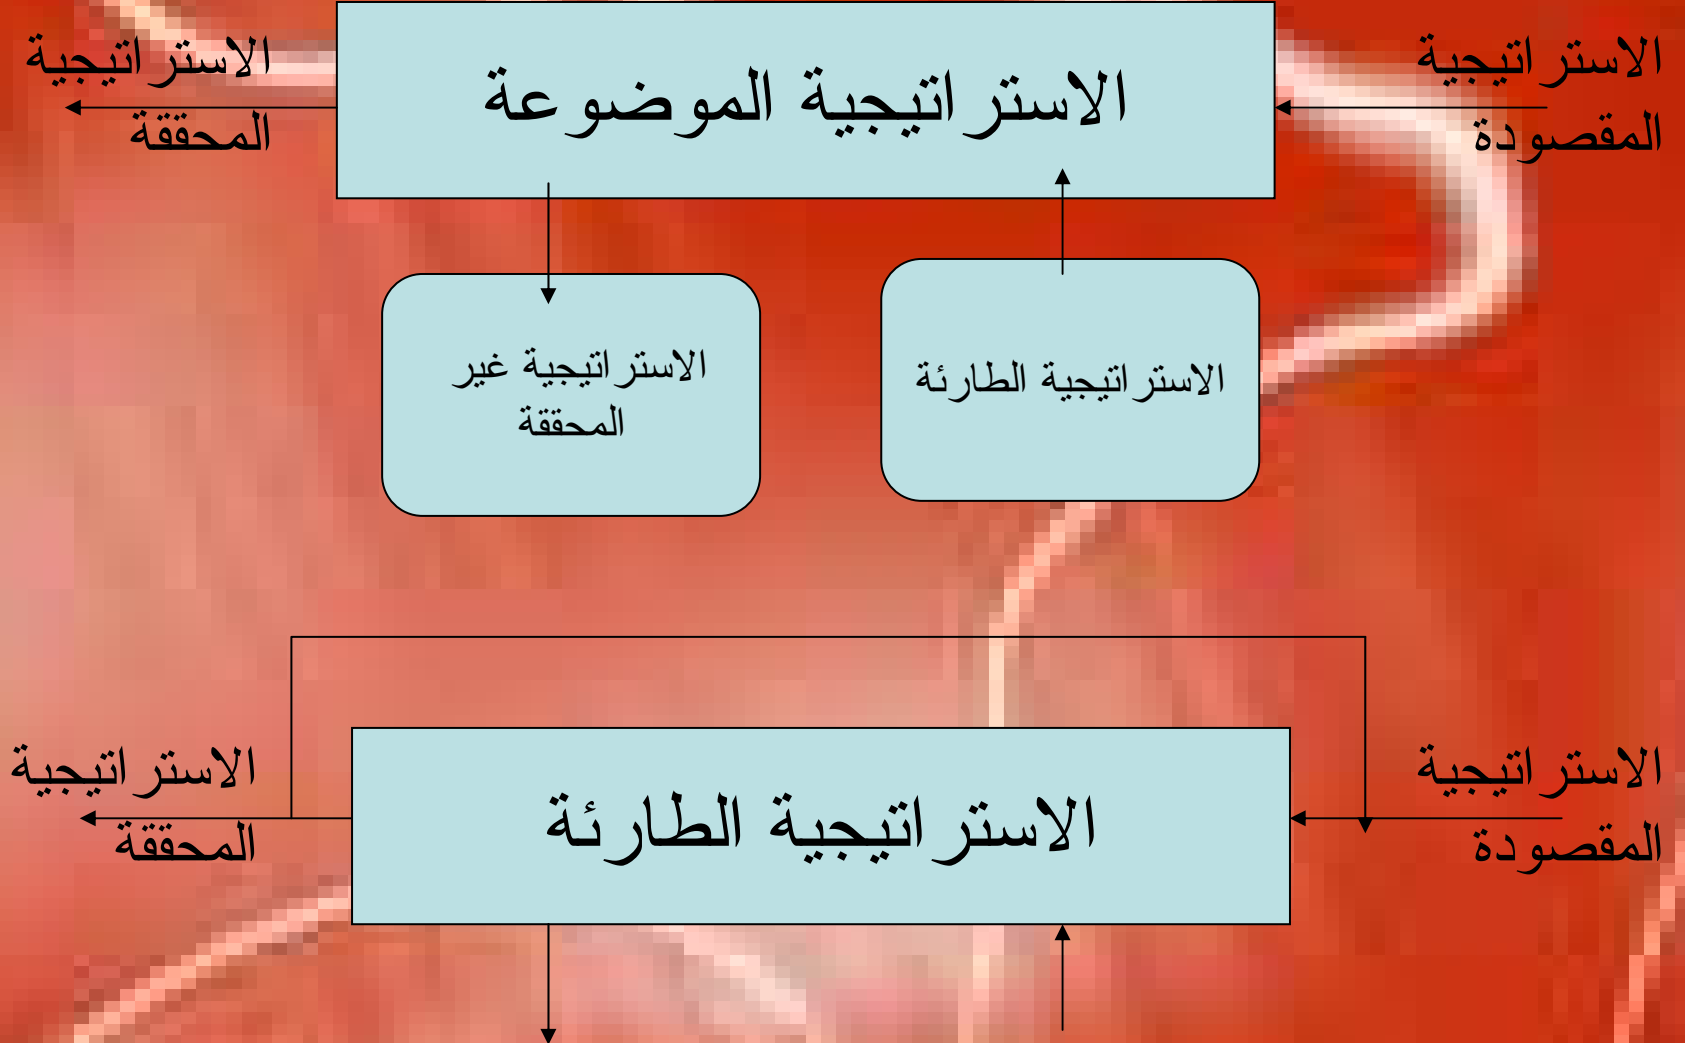 الاستراتيجية
المقصودة
الاستراتيجية الموضوعة
الاستراتيجية
المحققة
الاستراتيجية الطارئة
الاستراتيجية غير
المحققة
الاستراتيجية
المقصودة
الاستراتيجية الطارئة
الاستراتيجية
المحققة